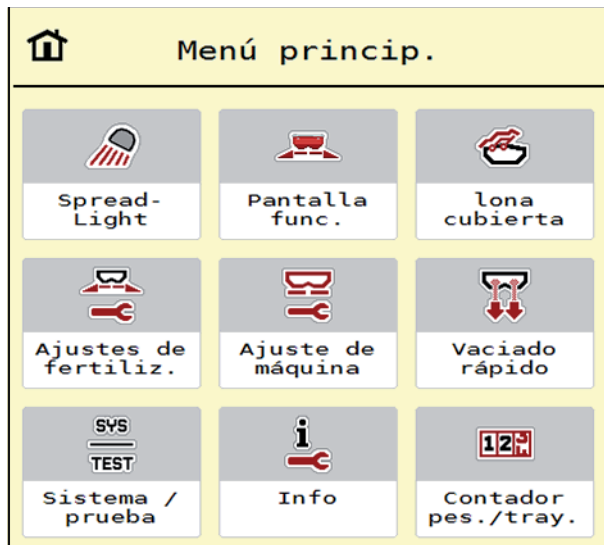 Menú princip.
Spread-
Light
Pantalla
func.
lona
cubierta
Ajustes de
fertiliz.
Ajuste de
máquina
Vaciado
rápido
SYS
TEST
i
123
Sistema /
prueba
Info
Contador
pes./tray.